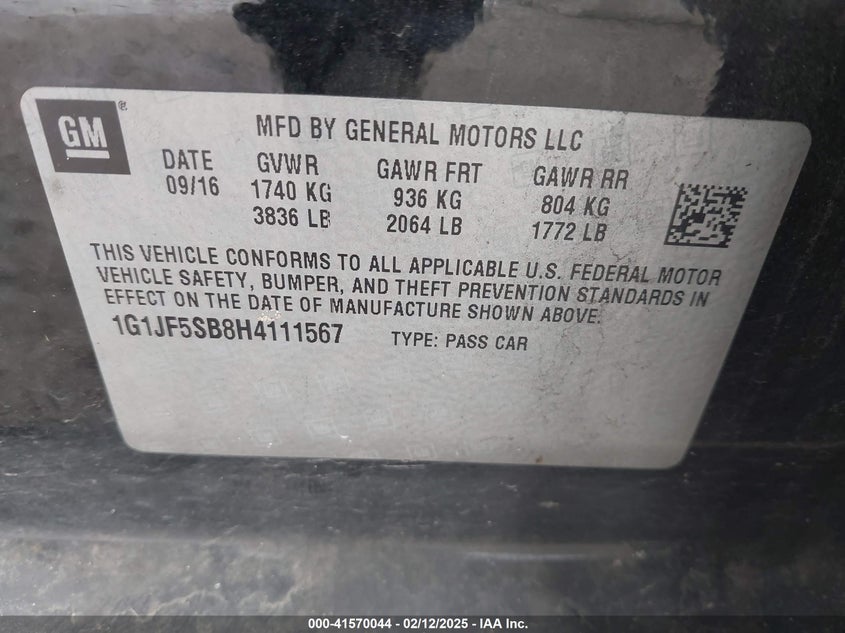 GM®
MFD BY GENERAL MOTORS LLC
DATE GVWR GAWR FRT GAWR RR
09/16 1740 KG 936 KG 804 KG
3836 LB 2064 LB 1772 LB
THIS VEHICLE CONFORMS TO ALL APPLICABLE U.S. FEDERAL MOTOR
VEHICLE SAFETY, BUMPER, AND THEFT PREVENTION STANDARDS IN
EFFECT ON THE DATE OF MANUFACTURE SHOWN ABOVE.
1G1JF5SB8H4111567 TYPE: PASS CAR
000-41570044 - 02/12/2025 - IAA Inc.